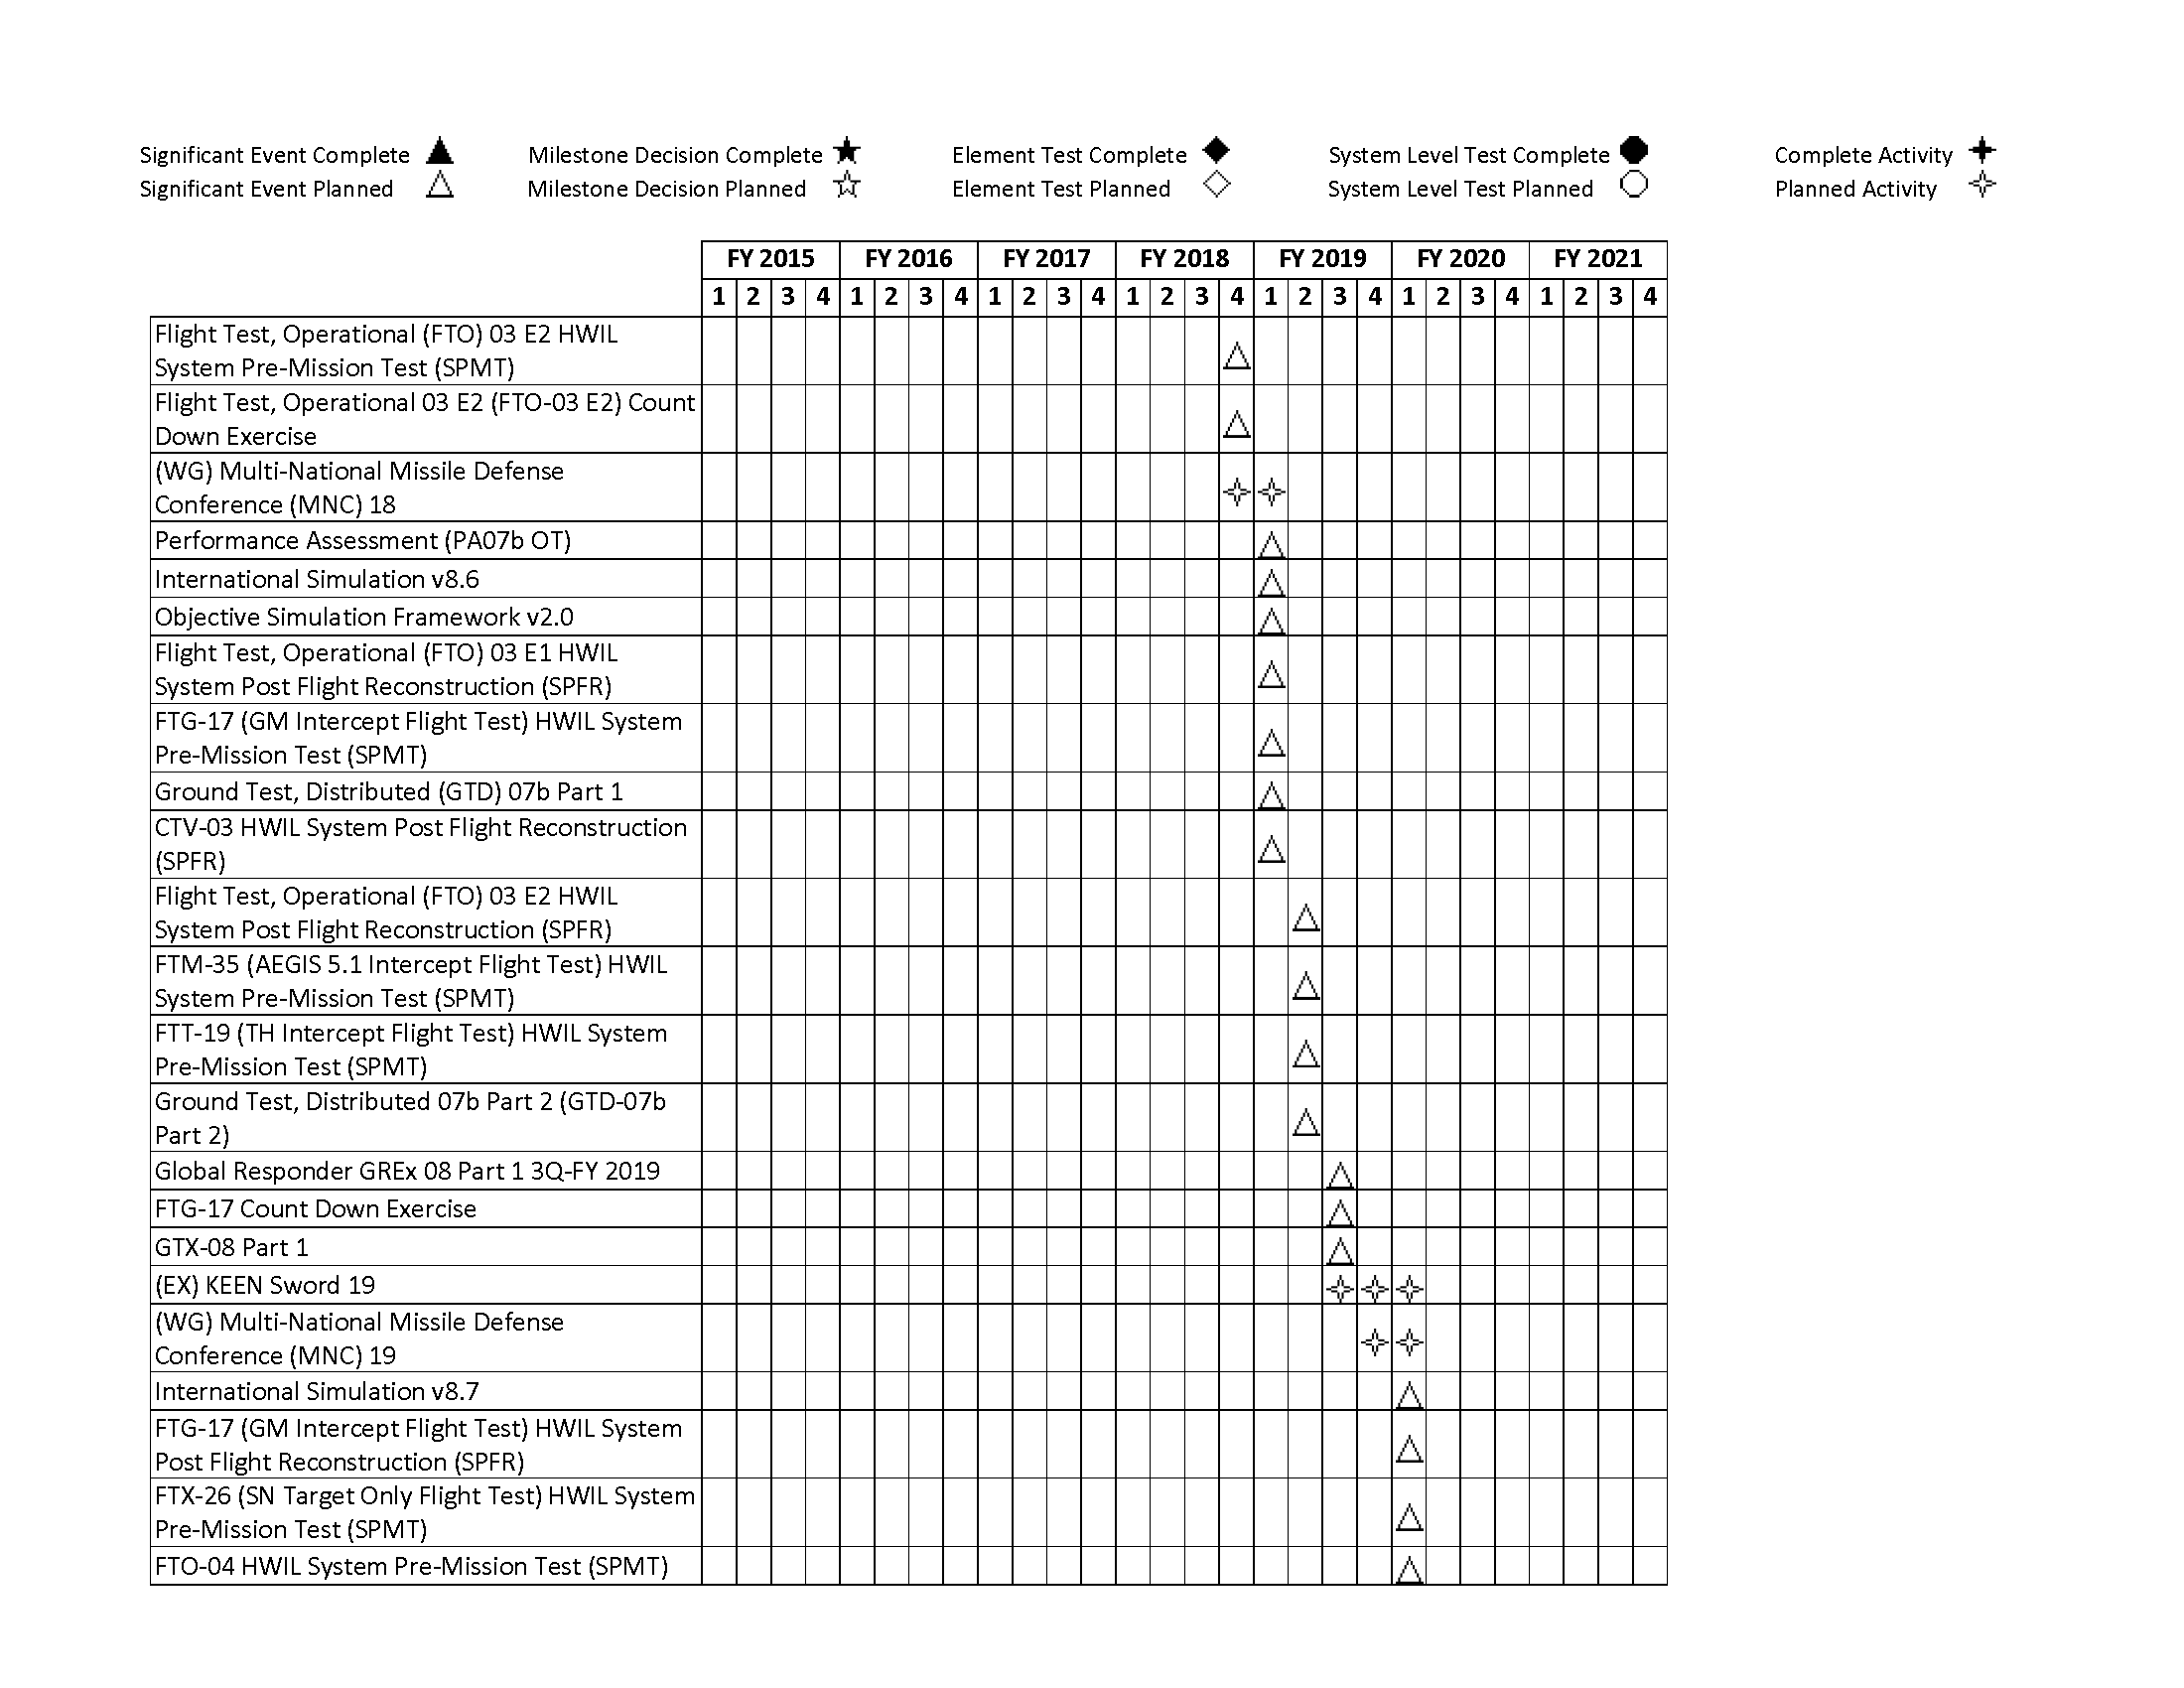 Significant Event Complete
Significant Event Planned
Milestone Decision Complete
Milestone Decision Planned
Element Test Complete
Element Test Planned
System Level Test Complete
System Level Test Planned
Complete Activity
Planned Activity
FY 2015 FY 2016 FY 2017 FY 2018 FY 2019 FY 2020 FY 2021
1 2 3 4 1 2 3 4 1 2 3 4 1 2 3 4 1 2 3 4 1 2 3 4 1 2 3 4
Flight Test, Operational (FTO) 03 E2 HWIL
System Pre-Mission Test (SPMT)
Flight Test, Operational 03 E2 (FTO-03 E2) Count
Down Exercise
(WG) Multi-National Missile Defense
Conference (MNC) 18
Performance Assessment (PA07b OT)
International Simulation v8.6
Objective Simulation Framework v2.0
Flight Test, Operational (FTO) 03 E1 HWIL
System Post Flight Reconstruction (SPFR)
FTG-17 (GM Intercept Flight Test) HWIL System
Pre-Mission Test (SPMT)
Ground Test, Distributed (GTD) 07b Part 1
CTV-03 HWIL System Post Flight Reconstruction
(SPFR)
Flight Test, Operational (FTO) 03 E2 HWIL
System Post Flight Reconstruction (SPFR)
FTM-35 (AEGIS 5.1 Intercept Flight Test) HWIL
System Pre-Mission Test (SPMT)
FTT-19 (TH Intercept Flight Test) HWIL System
Pre-Mission Test (SPMT)
Ground Test, Distributed 07b Part 2 (GTD-07b
Part 2)
Global Responder GREx 08 Part 1 3Q-FY 2019
FTG-17 Count Down Exercise
GTX-08 Part 1
(EX) KEEN Sword 19
(WG) Multi-National Missile Defense
Conference (MNC) 19
International Simulation v8.7
FTG-17 (GM Intercept Flight Test) HWIL System
Post Flight Reconstruction (SPFR)
FTX-26 (SN Target Only Flight Test) HWIL System
Pre-Mission Test (SPMT)
FTO-04 HWIL System Pre-Mission Test (SPMT)